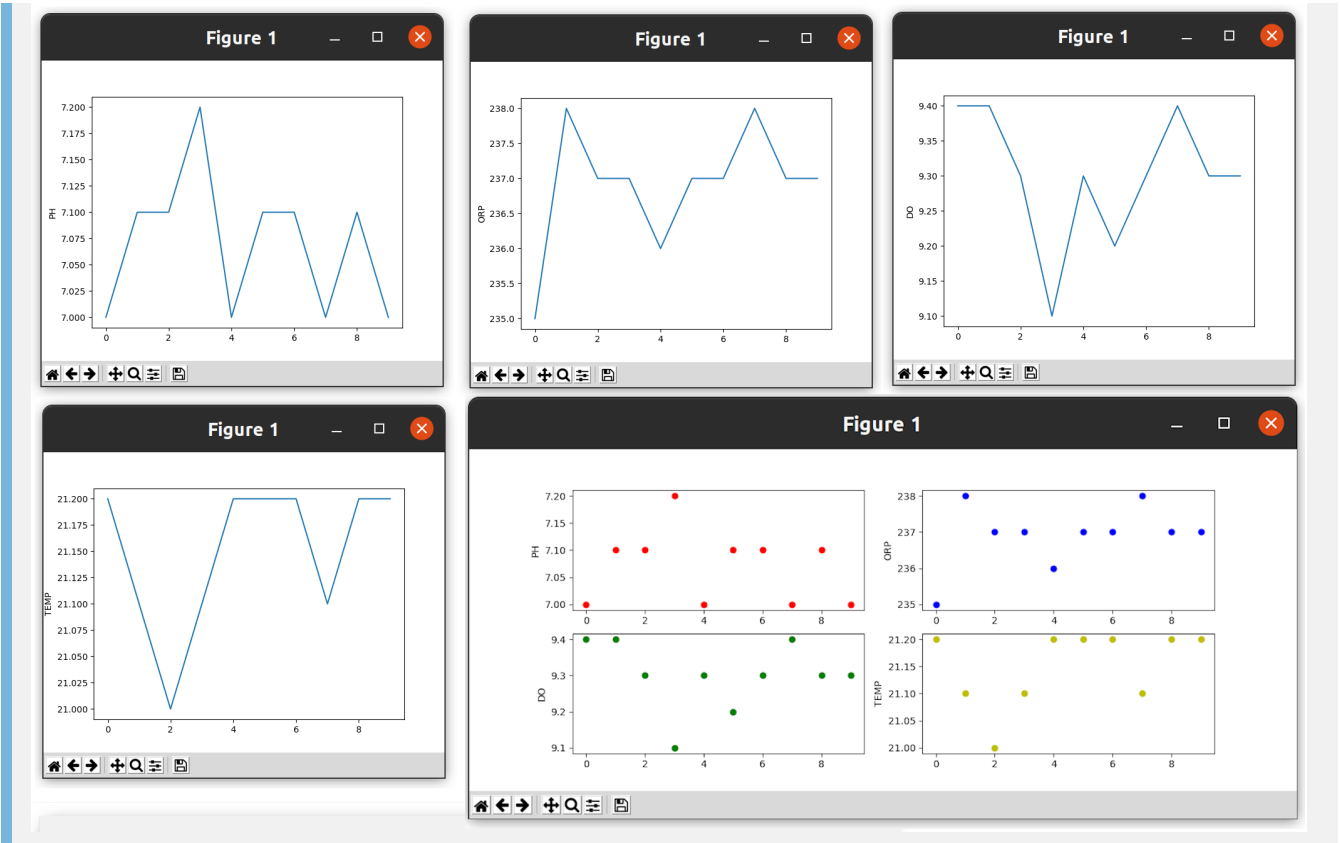 Figure 1
7.200
7.175
7.150
7.125
7.100
7.075
7.050
7.025
7.000
PH
0 2 4 6 8
Figure 1
238.0
237.5
237.0
236.5
236.0
235.5
235.0
ORP
0 2 4 6 8
Figure 1
9.40
9.35
9.30
9.25
9.20
9.15
9.10
DO
0 2 4 6 8
Figure 1
21.200
21.175
21.150
21.125
21.100
21.075
21.050
21.025
21.000
TEMP
0 2 4 6 8
Figure 1
7.20
7.15
7.10
7.05
7.00
PH
0 2 4 6 8
238
237
236
235
ORP
0 2 4 6 8
9.4
9.3
9.2
9.1
DO
0 2 4 6 8
21.20
21.15
21.10
21.05
21.00
TEMP
0 2 4 6 8